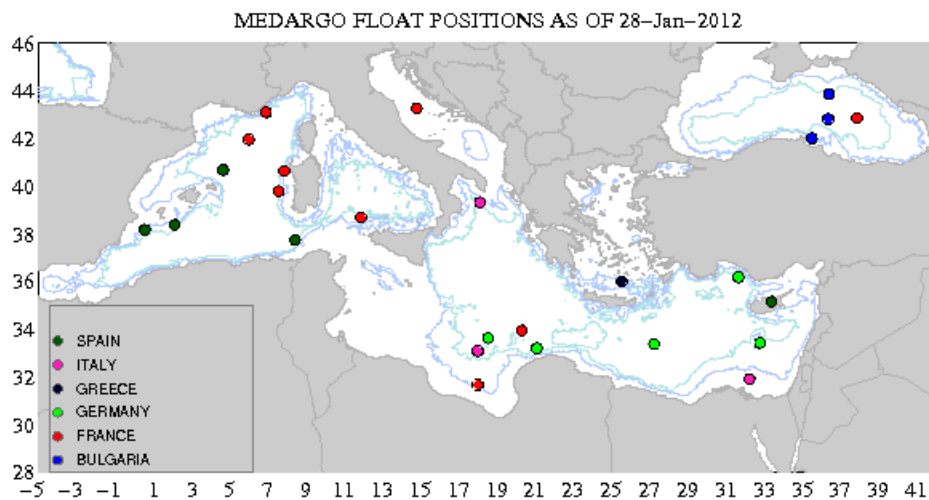 MEDARGO FLOAT POSITIONS AS OF 28-Jan-2012
46
44
42
40
38
36
34
32
30
28
SPAIN
ITALY
GREECE
GERMANY
FRANCE
BULGARIA
-5 -3 -1 1 3 5 7 9 11 13 15 17 19 21 23 25 27 29 31 33 35 37 39 41